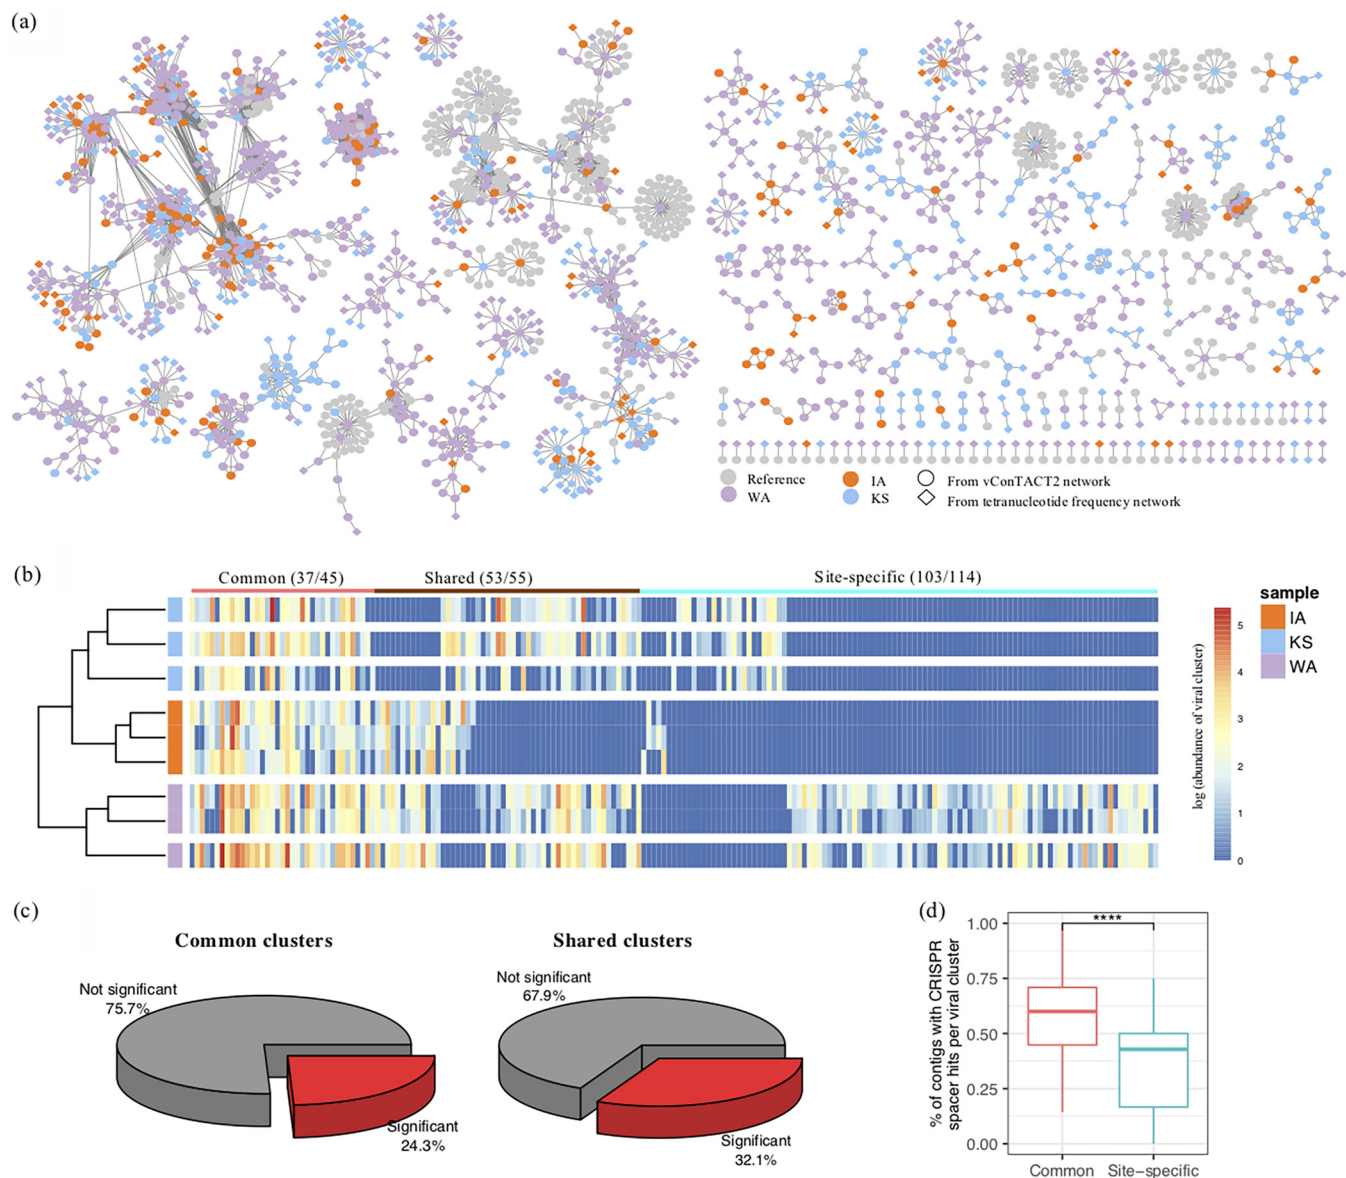 (a)
Reference
WA
IA
KS
From vConTACT2 network
From tetranucleotide frequency network
(b)
Common (37/45)
Shared (53/55)
Site-specific (103/114)
sample
IA
KS
WA
log (abundance of viral cluster)
5
4
3
2
1
0
(c)
Common clusters
Not significant
75.7%
Significant
24.3%
Shared clusters
Not significant
67.9%
Significant
32.1%
(d)
% of contigs with CRISPR
spacer hits per viral cluster
1.00
0.75
0.50
0.25
0.00
****
Common
Site−specific